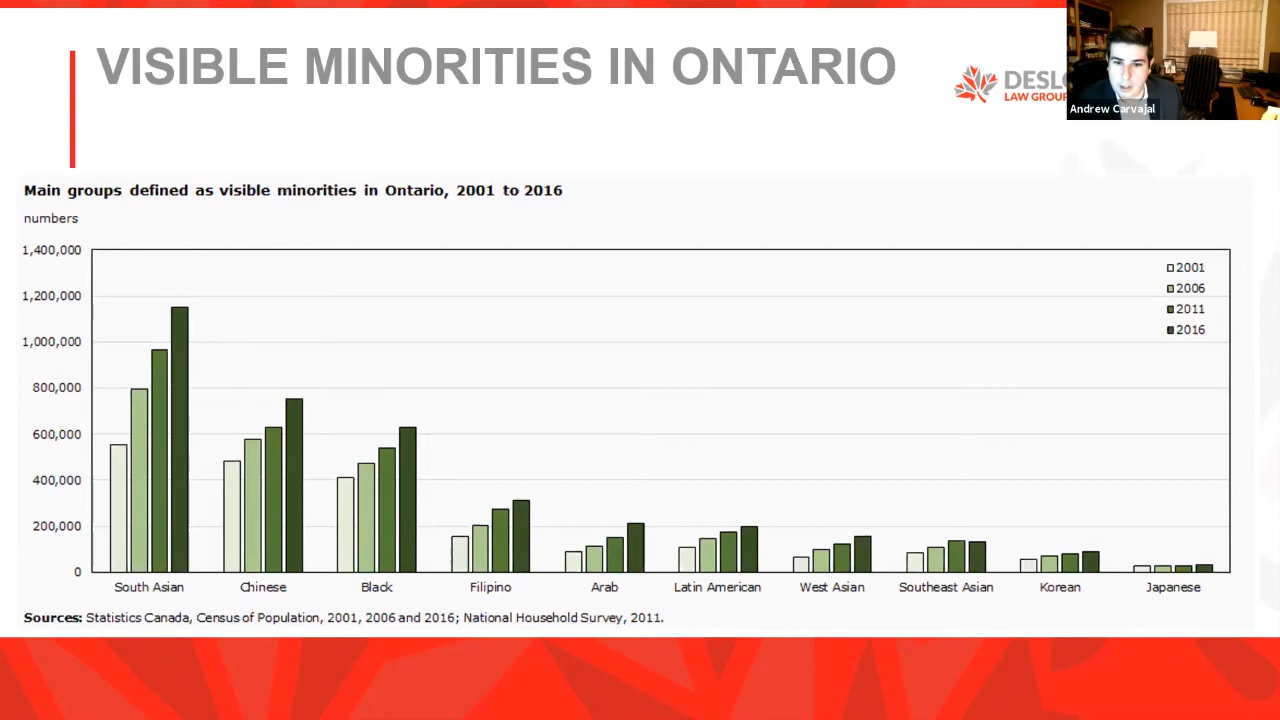 VISIBLE MINORITIES IN ONTARIO
LAW GROUP
Andrew Carvajal
Main groups defined as visible minorities in Ontario, 2001 to 2016
numbers
1,400,000
1,200,000
1,000,000
800,000
600,000
400,000
200,000
0
2001
2006
2011
2016
South Asian Chinese Black Filipino Arab Latin American West Asian Southeast Asian Korean Japanese
Sources: Statistics Canada, Census of Population, 2001, 2006 and 2016; National Household Survey, 2011.